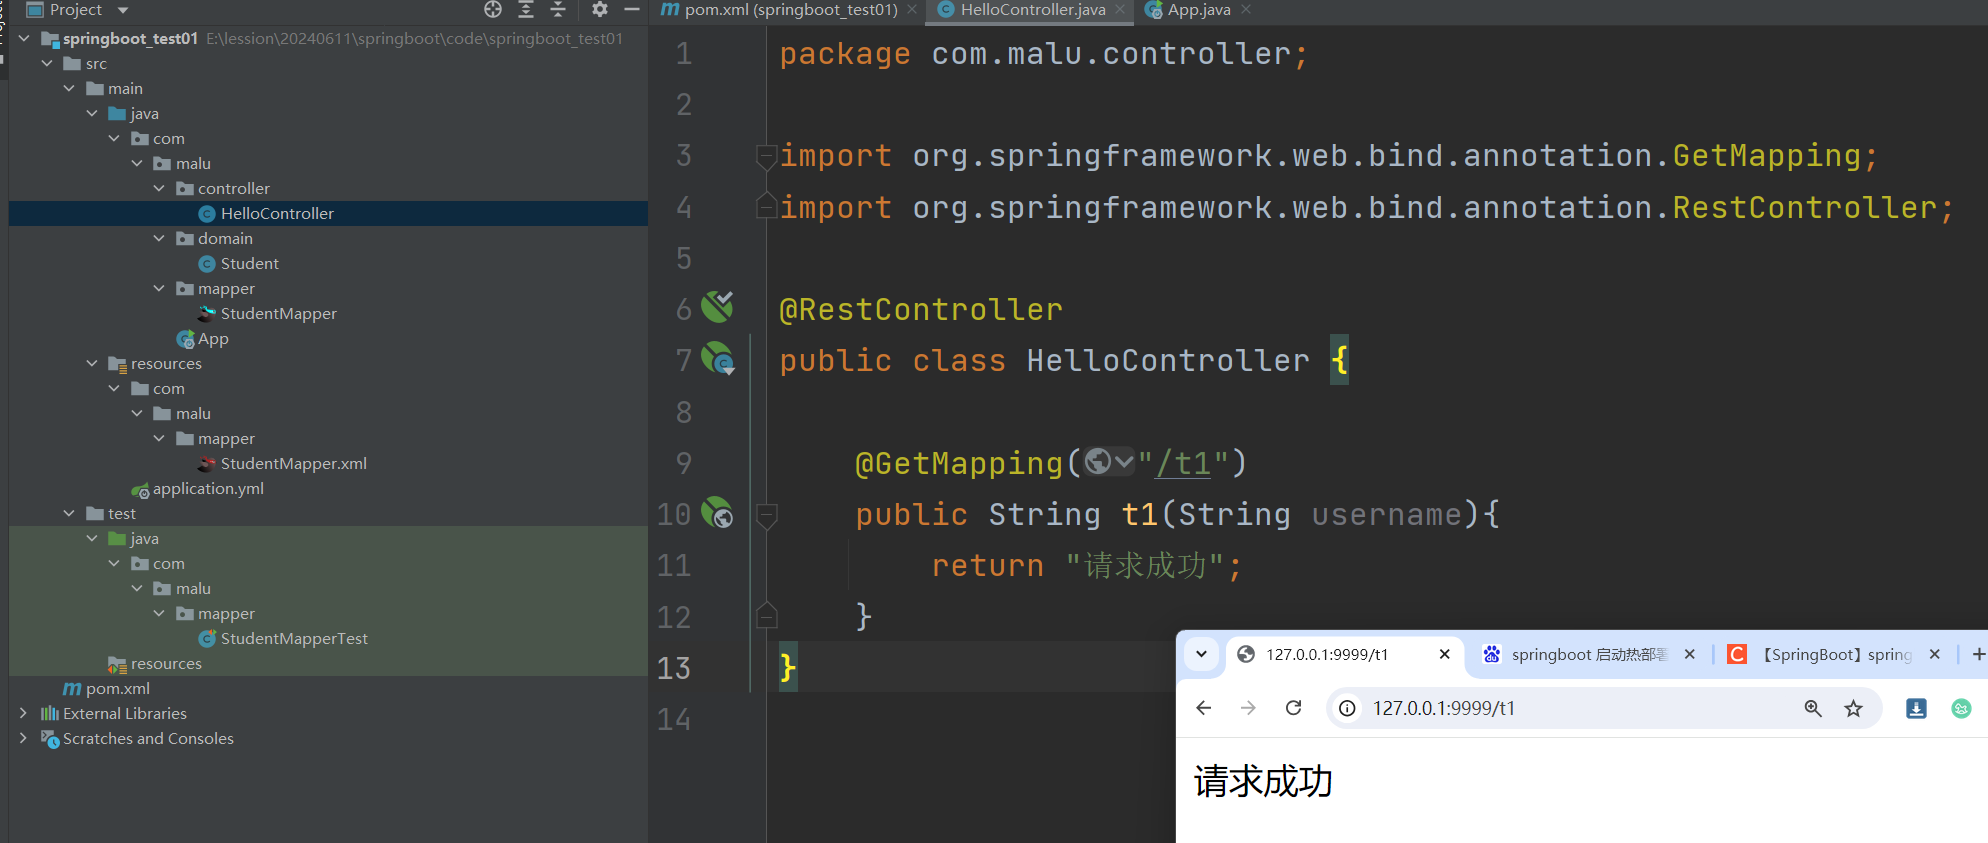 Project
pom.xml (springboot_test01)
HelloController.java
App.java
springboot_test01 E:\lession\20240611\springboot\code\springboot_test01
src
main
java
com
malu
controller
HelloController
domain
Student
mapper
StudentMapper
App
resources
com
malu
mapper
StudentMapper.xml
application.yml
test
java
com
malu
mapper
StudentMapperTest
resources
pom.xml
External Libraries
Scratches and Consoles
1 package com.malu.controller;
2
3 import org.springframework.web.bind.annotation.GetMapping;
4 import org.springframework.web.bind.annotation.RestController;
5
6 @RestController
7 public class HelloController {
8
9 @GetMapping("/t1")
10 public String t1(String username){
11 return "请求成功";
12 }
13 }
14
127.0.0.1:9999/t1
springboot 启动热部署
【SpringBoot】spring
127.0.0.1:9999/t1
请求成功